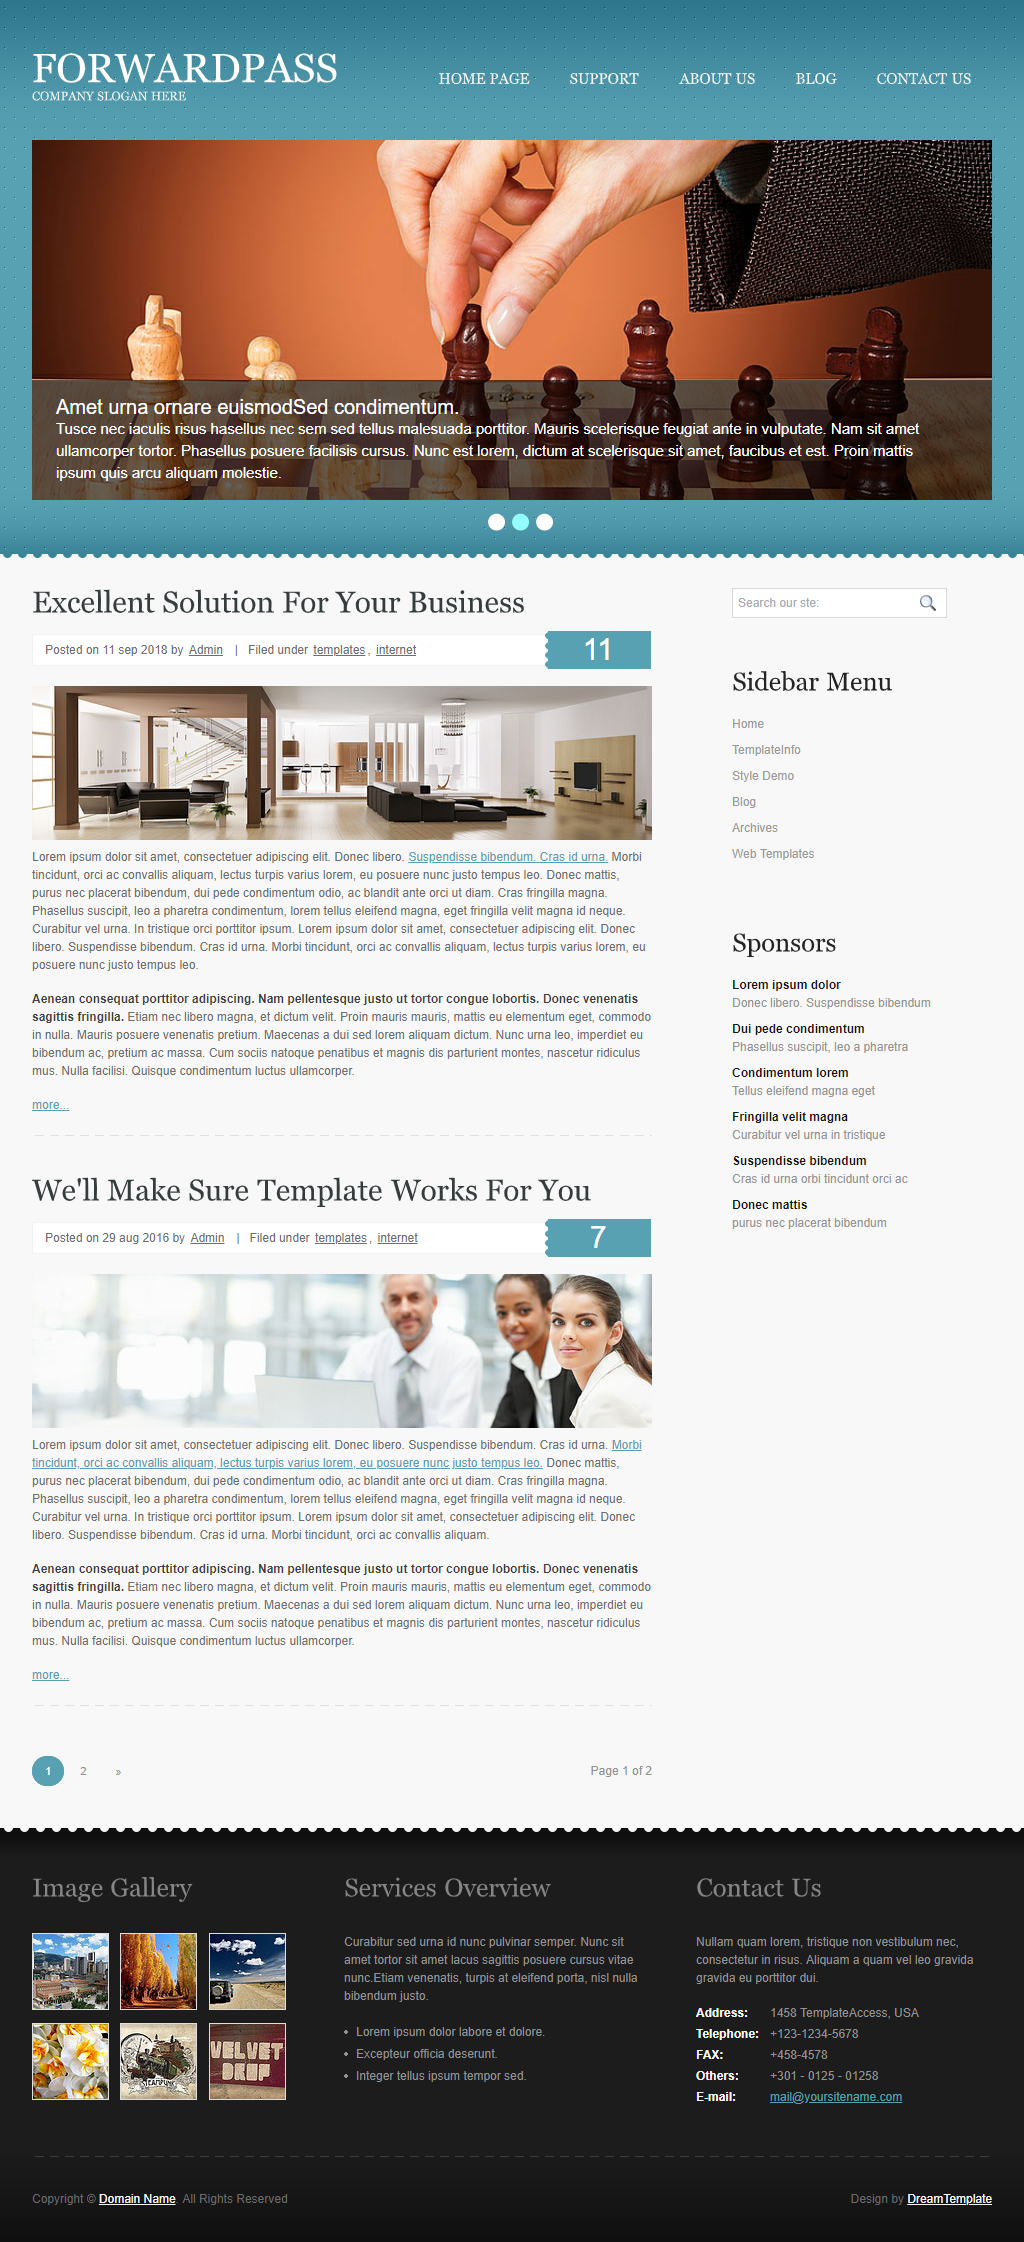 FORWARDPASS
COMPANY SLOGAN HERE
HOME PAGE SUPPORT ABOUT US BLOG CONTACT US
Amet urna ornare euismodSed condimentum.
Tusce nec iaculis risus hasellus nec sem sed tellus malesuada porttitor. Mauris scelerisque feugiat ante in vulputate. Nam sit amet
ullamcorper tortor. Phasellus posuere facilisis cursus. Nunc est lorem, dictum at scelerisque sit amet, faucibus et est. Proin mattis
ipsum quis arcu aliquam molestie.
Excellent Solution For Your Business
Posted on 11 sep 2018 by Admin | Filed under templates, internet
11
Lorem ipsum dolor sit amet, consectetuer adipiscing elit. Donec libero. Suspendisse bibendum. Cras id urna. Morbi
tincidunt, orci ac convallis aliquam, lectus turpis varius lorem, eu posuere nunc justo tempus leo. Donec mattis,
purus nec placerat bibendum, dui pede condimentum odio, ac blandit ante orci ut diam. Cras fringilla magna.
Phasellus suscipit, leo a pharetra condimentum, lorem tellus eleifend magna, eget fringilla velit magna id neque.
Curabitur vel urna. In tristique orci porttitor ipsum. Lorem ipsum dolor sit amet, consectetuer adipiscing elit. Donec
libero. Suspendisse bibendum. Cras id urna. Morbi tincidunt, orci ac convallis aliquam, lectus turpis varius lorem, eu
posuere nunc justo tempus leo.
Aenean consequat porttitor adipiscing. Nam pellentesque justo ut tortor congue lobortis. Donec venenatis
sagittis fringilla. Etiam nec libero magna, et dictum velit. Proin mauris mauris, mattis eu elementum eget, commodo
in nulla. Mauris posuere venenatis pretium. Maecenas a dui sed lorem aliquam dictum. Nunc urna leo, imperdiet eu
bibendum ac, pretium ac massa. Cum sociis natoque penatibus et magnis dis parturient montes, nascetur ridiculus
mus. Nulla facilisi. Quisque condimentum luctus ullamcorper.
more...
We'll Make Sure Template Works For You
Posted on 29 aug 2016 by Admin | Filed under templates, internet
7
Lorem ipsum dolor sit amet, consectetuer adipiscing elit. Donec libero. Suspendisse bibendum. Cras id urna. Morbi
tincidunt, orci ac convallis aliquam, lectus turpis varius lorem, eu posuere nunc justo tempus leo. Donec mattis,
purus nec placerat bibendum, dui pede condimentum odio, ac blandit ante orci ut diam. Cras fringilla magna.
Phasellus suscipit, leo a pharetra condimentum, lorem tellus eleifend magna, eget fringilla velit magna id neque.
Curabitur vel urna. In tristique orci porttitor ipsum. Lorem ipsum dolor sit amet, consectetuer adipiscing elit. Donec
libero. Suspendisse bibendum. Cras id urna. Morbi tincidunt, orci ac convallis aliquam.
Aenean consequat porttitor adipiscing. Nam pellentesque justo ut tortor congue lobortis. Donec venenatis
sagittis fringilla. Etiam nec libero magna, et dictum velit. Proin mauris mauris, mattis eu elementum eget, commodo
in nulla. Mauris posuere venenatis pretium. Maecenas a dui sed lorem aliquam dictum. Nunc urna leo, imperdiet eu
bibendum ac, pretium ac massa. Cum sociis natoque penatibus et magnis dis parturient montes, nascetur ridiculus
mus. Nulla facilisi. Quisque condimentum luctus ullamcorper.
more...
1 2 » Page 1 of 2
Search our ste:
Sidebar Menu
Home
TemplateInfo
Style Demo
Blog
Archives
Web Templates
Sponsors
Lorem ipsum dolor
Donec libero. Suspendisse bibendum
Dui pede condimentum
Phasellus suscipit, leo a pharetra
Condimentum lorem
Tellus eleifend magna eget
Fringilla velit magna
Curabitur vel urna in tristique
Suspendisse bibendum
Cras id urna orbi tincidunt orci ac
Donec mattis
purus nec placerat bibendum
Image Gallery
STEAMPUNK
VELVET
DROP
Services Overview
Curabitur sed urna id nunc pulvinar semper. Nunc sit
amet tortor sit amet lacus sagittis posuere cursus vitae
nunc.Etiam venenatis, turpis at eleifend porta, nisl nulla
bibendum justo.
Lorem ipsum dolor labore et dolore.
Excepteur officia deserunt.
Integer tellus ipsum tempor sed.
Contact Us
Nullam quam lorem, tristique non vestibulum nec,
consectetur in risus. Aliquam a quam vel leo gravida
gravida eu porttitor dui.
Address: 1458 TemplateAccess, USA
Telephone: +123-1234-5678
FAX: +458-4578
Others: +301 - 0125 - 01258
E-mail: mail@yoursitename.com
Copyright © Domain Name. All Rights Reserved
Design by DreamTemplate